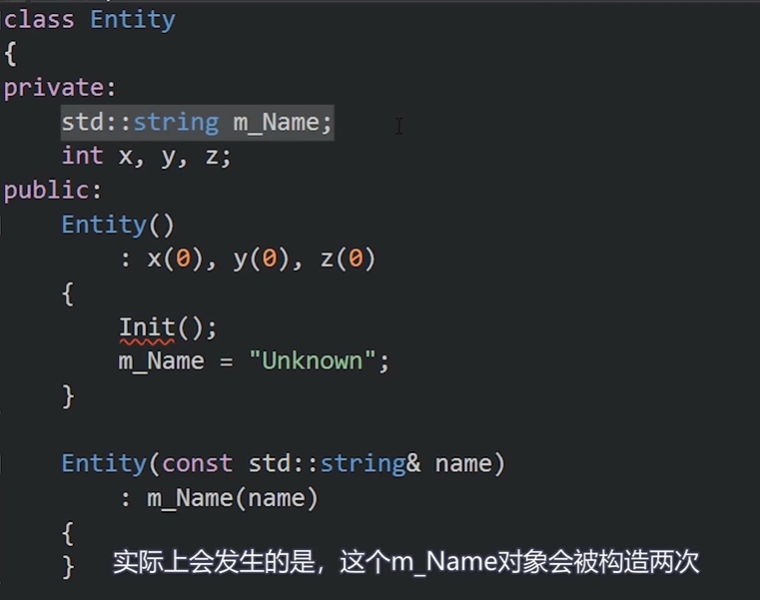 class Entity
{
private:
    std::string m_Name;
    int x, y, z;
public:
    Entity()
        : x(0), y(0), z(0)
    {
        Init();
        m_Name = "Unknown";
    }

    Entity(const std::string& name)
        : m_Name(name)
    {
    }
实际上会发生的是，这个m_Name对象会被构造两次